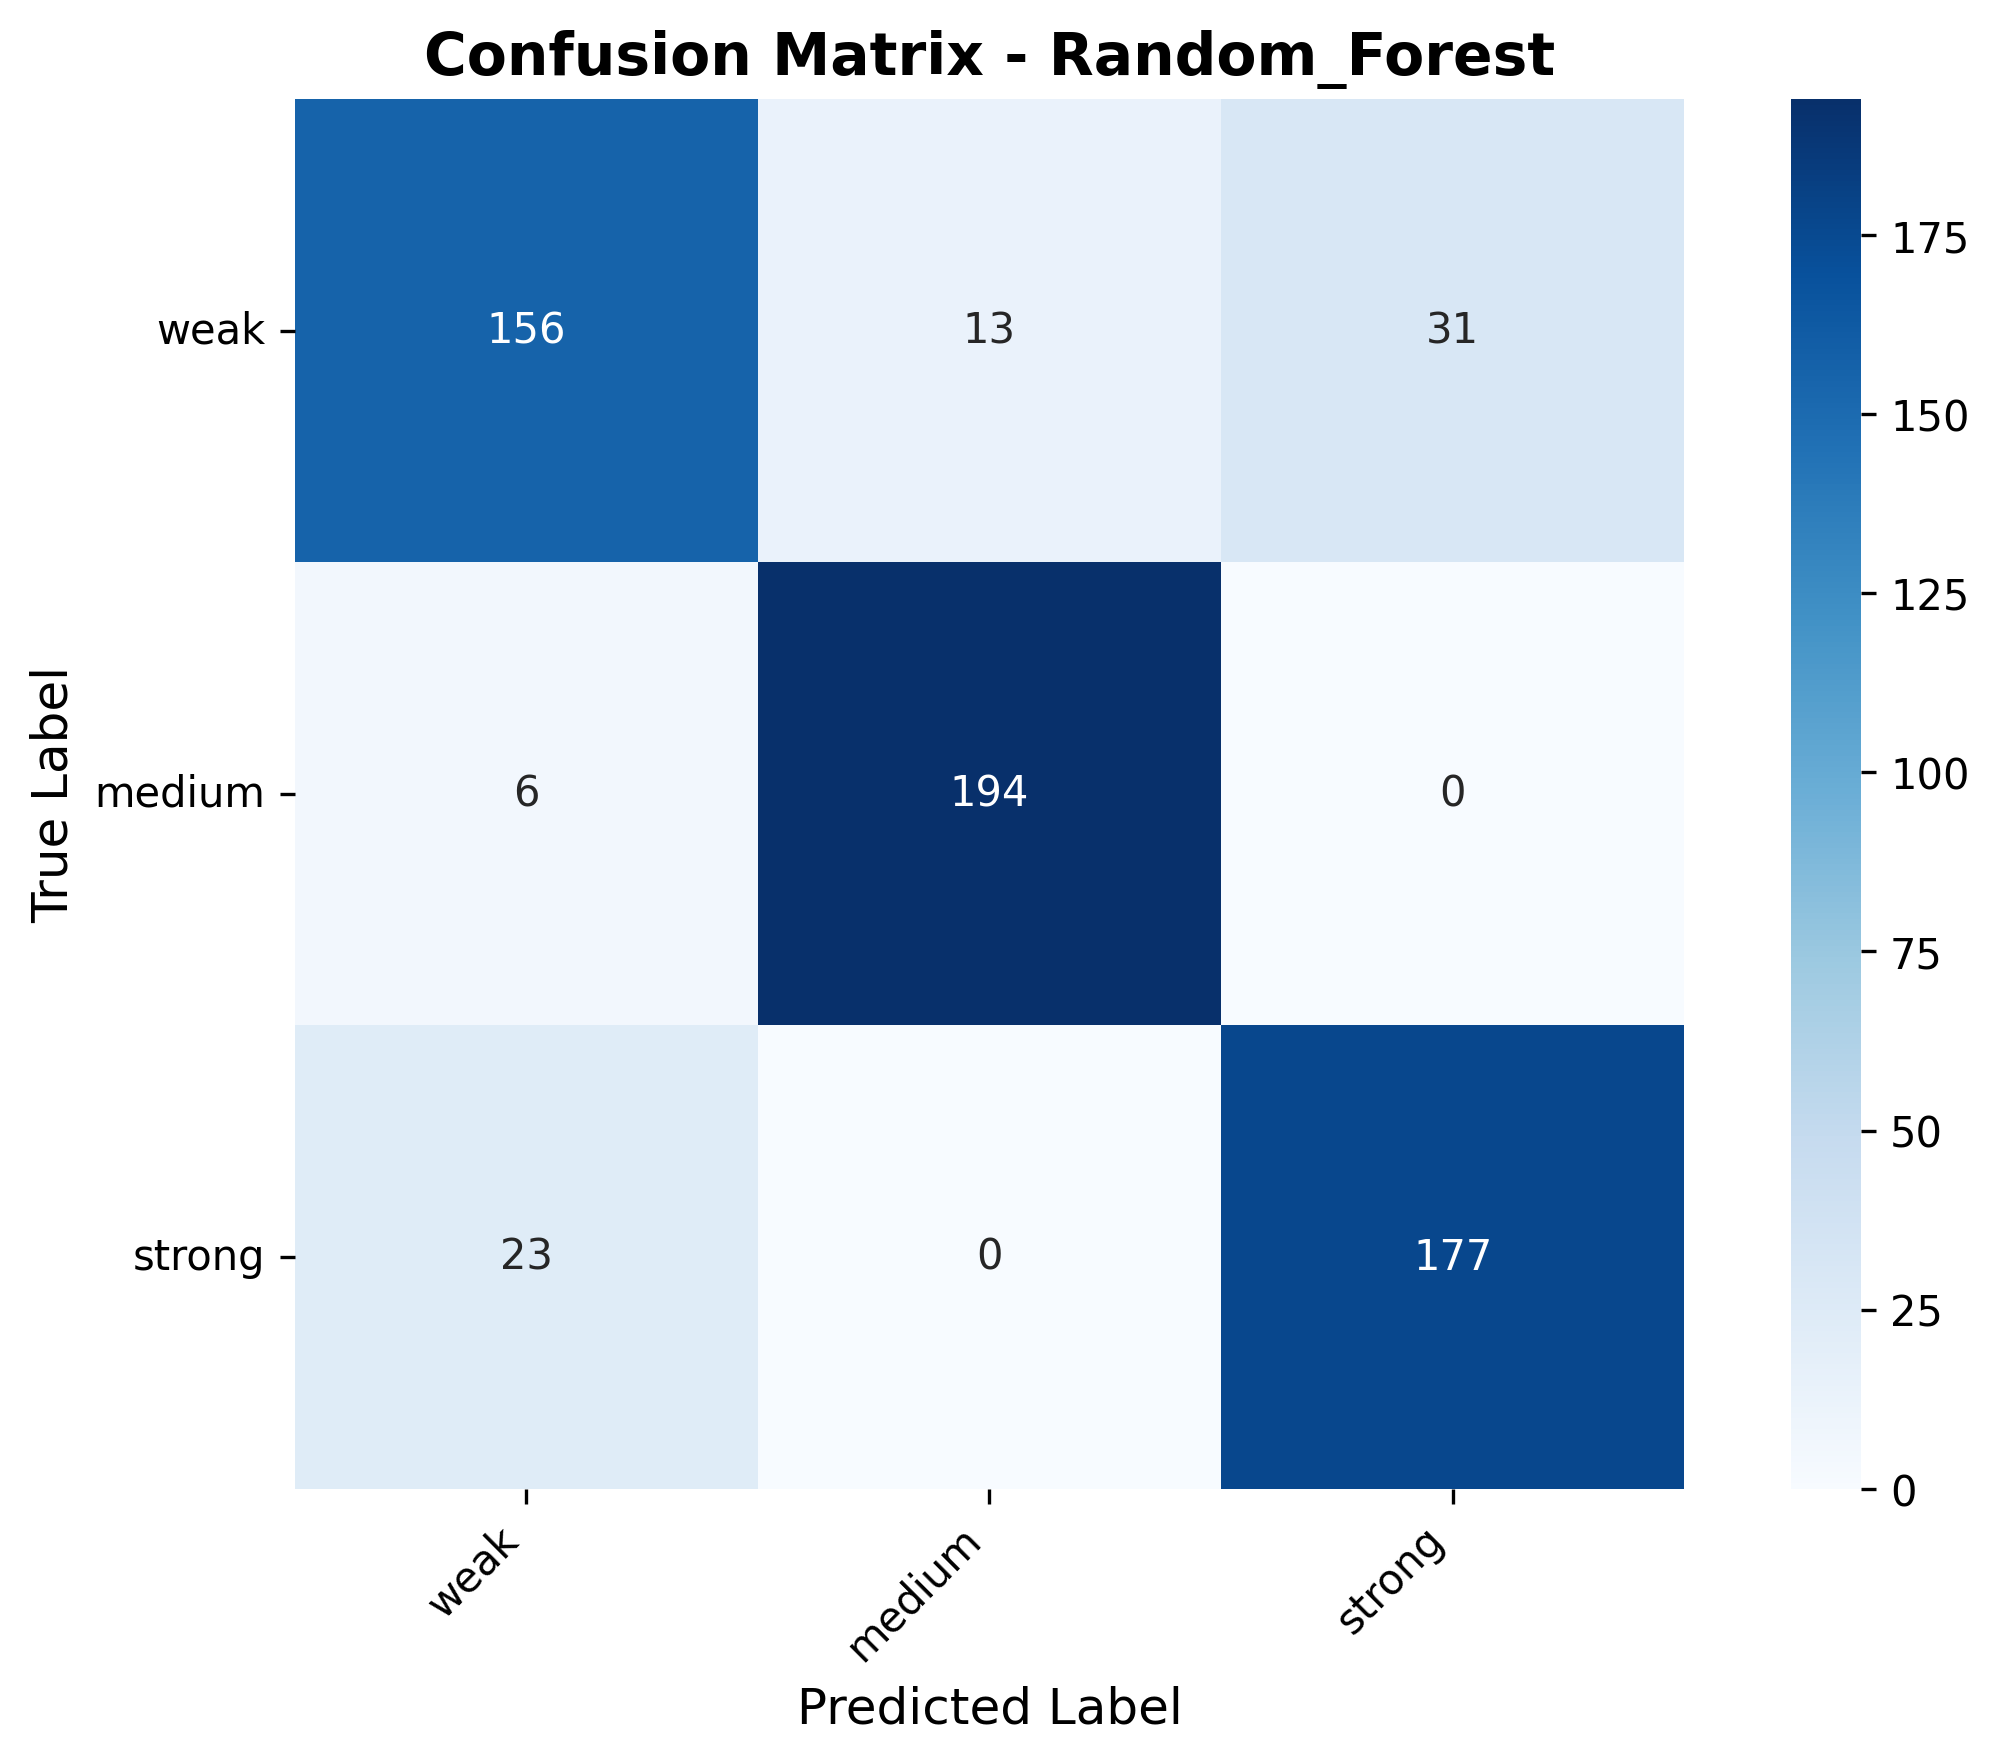 Confusion Matrix - Random_Forest
True Label
weak 156 13 31
medium 6 194 0
strong 23 0 177
weak medium strong
Predicted Label
175
150
125
100
75
50
25
0